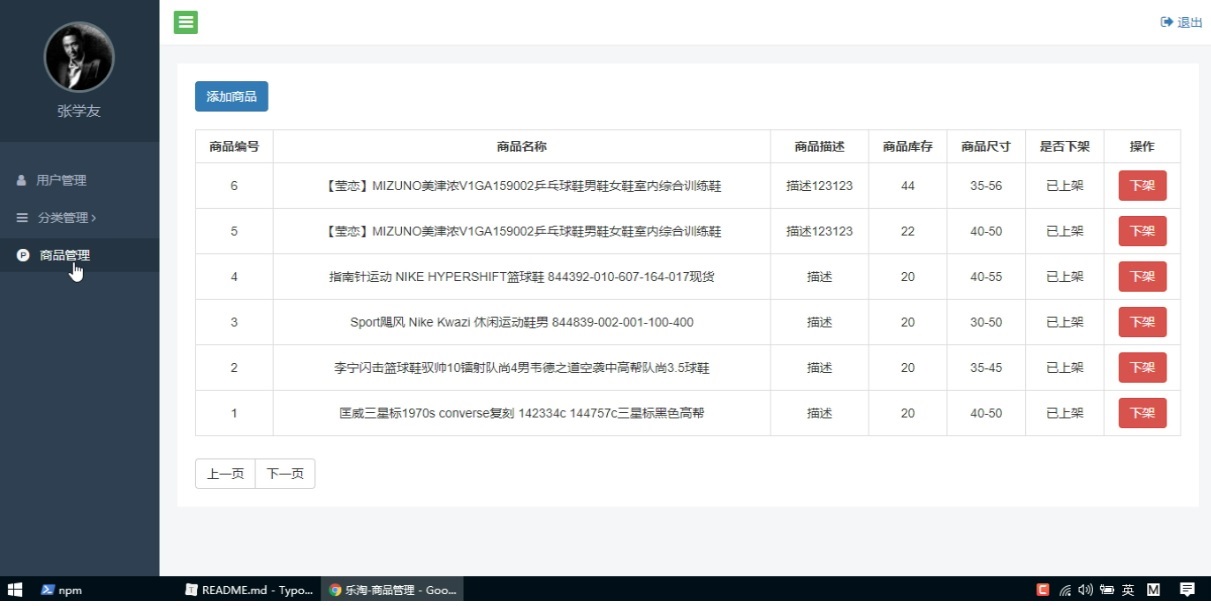 退出
张学友
用户管理
分类管理 ›
商品管理
添加商品
商品编号 商品名称 商品描述 商品库存 商品尺寸 是否下架 操作
6 【莹恋】MIZUNO美津浓V1GA159002乒乓球鞋男鞋女鞋室内综合训练鞋 描述123123 44 35-56 已上架 下架
5 【莹恋】MIZUNO美津浓V1GA159002乒乓球鞋男鞋女鞋室内综合训练鞋 描述123123 22 40-50 已上架 下架
4 指南针运动 NIKE HYPERSHIFT篮球鞋 844392-010-607-164-017现货 描述 20 40-55 已上架 下架
3 Sport飓风 Nike Kwazi 休闲运动鞋男 844839-002-001-100-400 描述 20 30-50 已上架 下架
2 李宁闪击篮球鞋驭帅10镭射队尚4男韦德之道空袭中高帮队尚3.5球鞋 描述 20 35-45 已上架 下架
1 匡威三星标1970s converse复刻 142334c 144757c三星标黑色高帮 描述 20 40-50 已上架 下架
上一页 下一页
npm README.md - Typo... 乐淘-商品管理 - Goo... 英 M